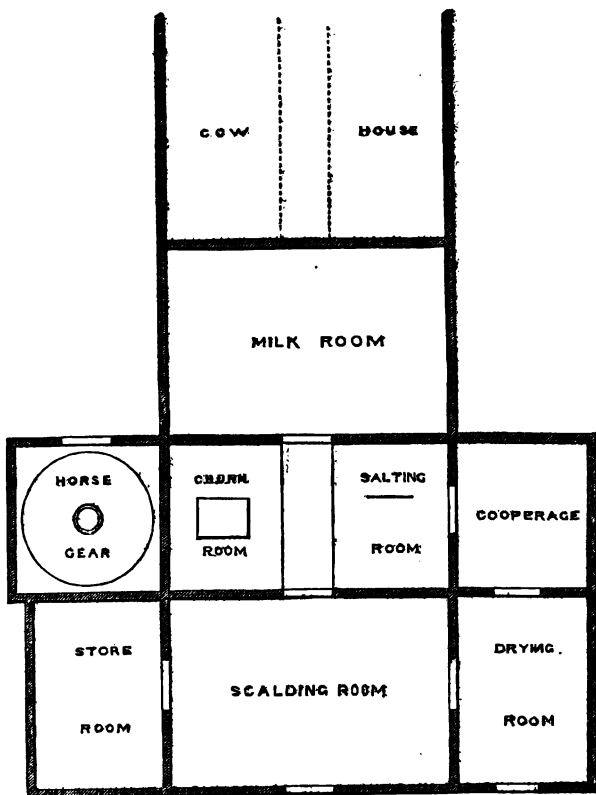 COW HOUSE
MILK ROOM
HORSE
GEAR
CHURN
ROOM
SALTING
ROOM
COOPERAGE
STORE
ROOM
SCALDING ROOM
DRYING.
ROOM